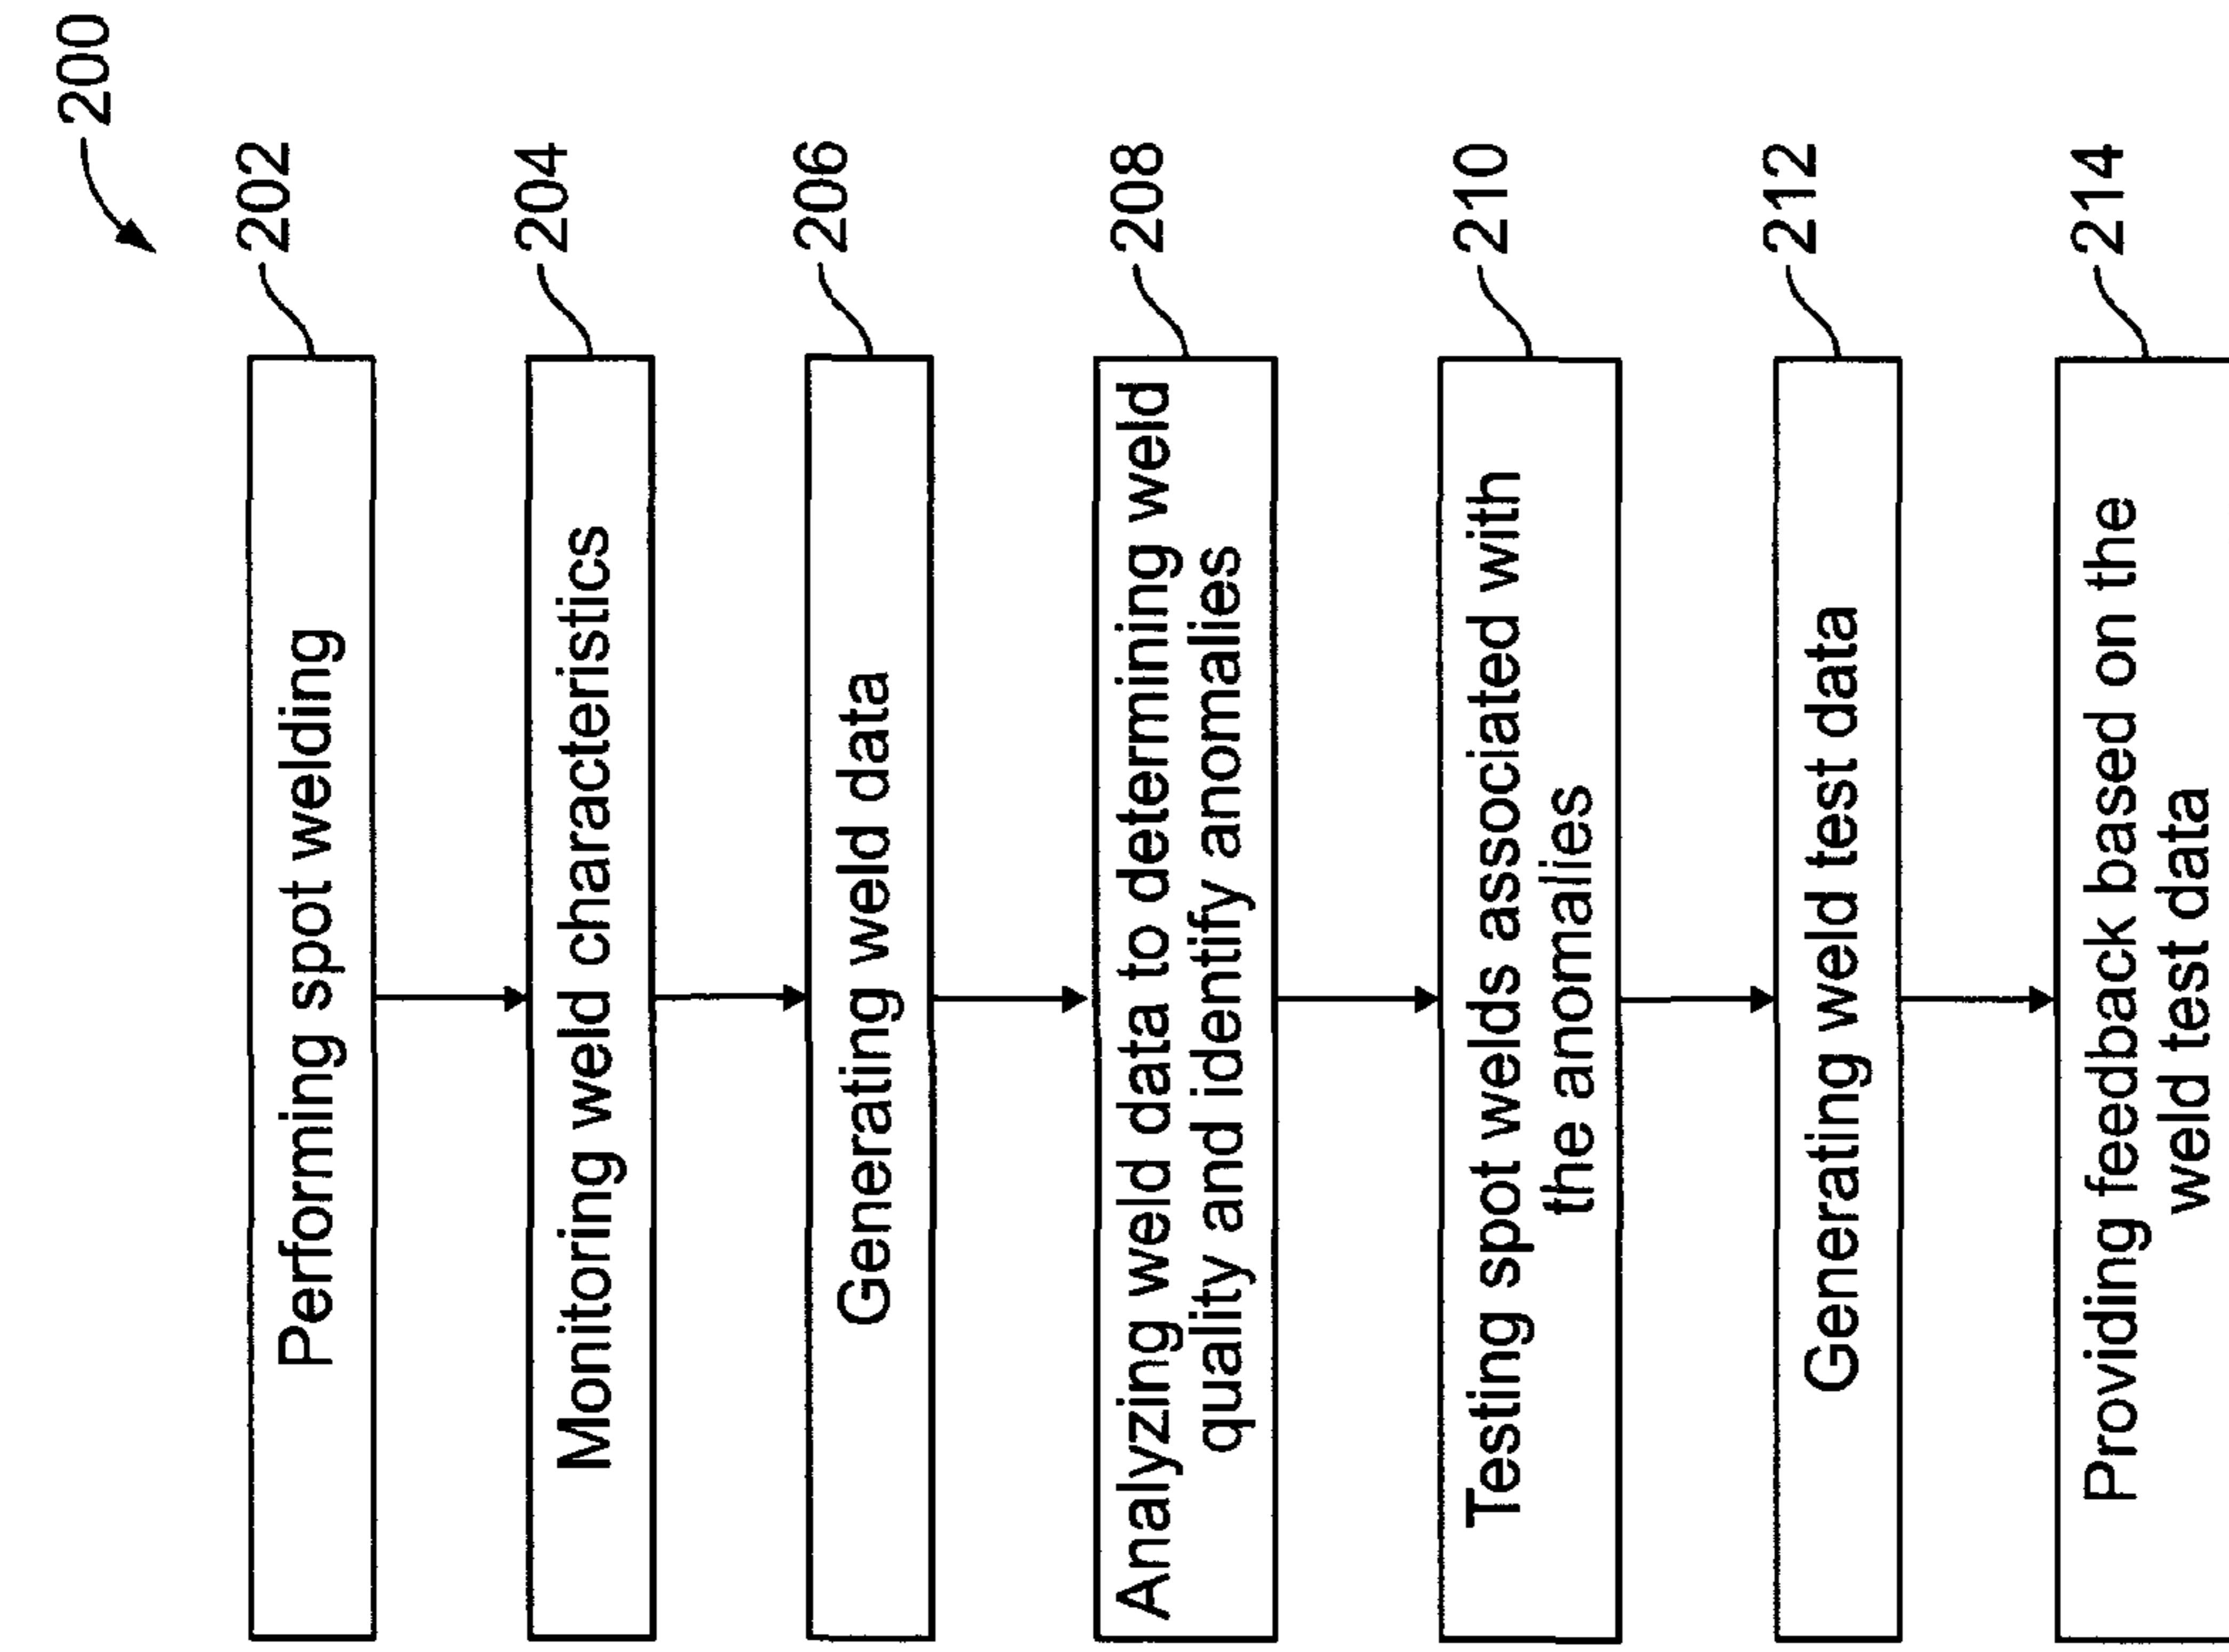 200
202
Performing spot welding
204
Monitoring weld characteristics
206
Generating weld data
208
Analyzing weld data to determining weld
quality and identify anomalies
210
Testing spot welds associated with
the anomalies
212
Generating weld test data
214
Providing feedback based on the
weld test data